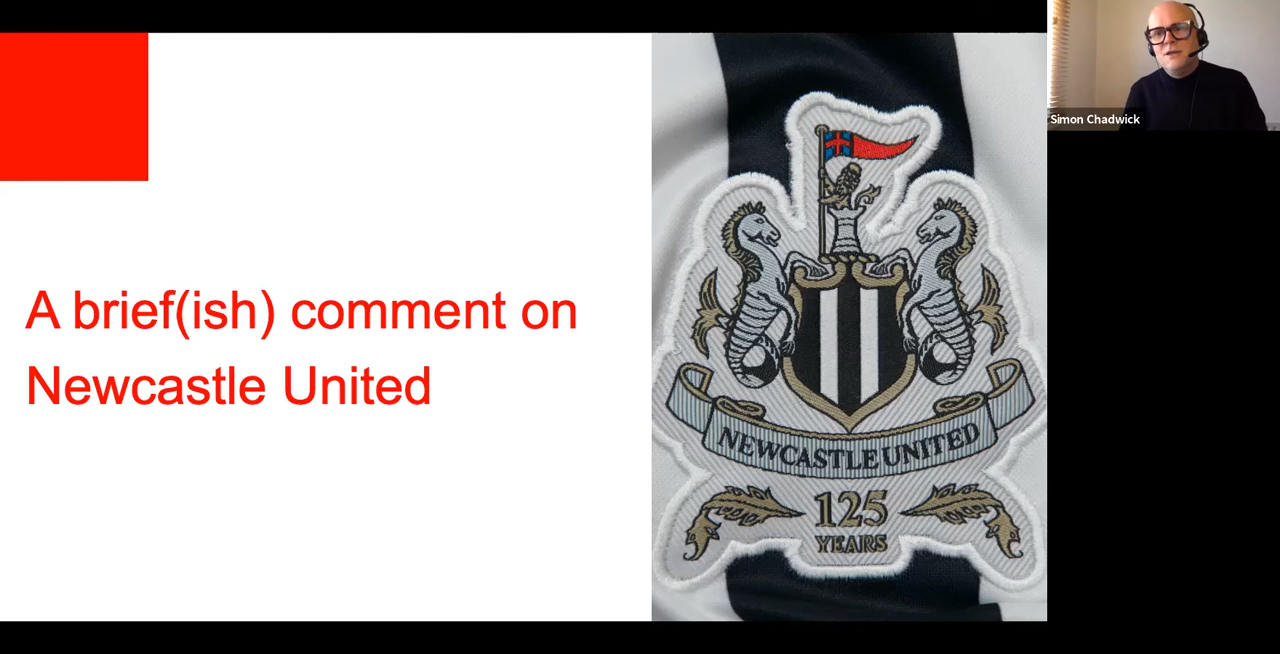 A brief(ish) comment on
Newcastle United
NEWCASTLE UNITED
125
YEARS
Simon Chadwick